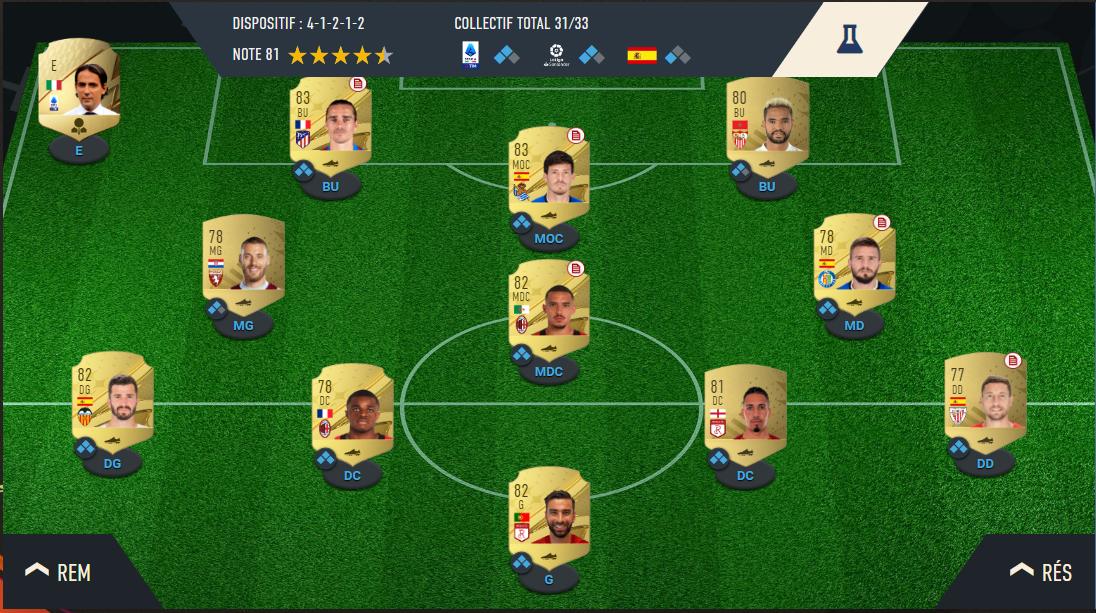 DISPOSITIF : 4-1-2-1-2
COLLECTIF TOTAL 31/33
NOTE 81
E
E
83
BU
BU
80
BU
BU
83
MOC
MOC
78
MG
MG
78
MD
MD
82
MDC
MDC
82
DG
DG
78
DC
DC
81
DC
DC
77
DD
DD
82
G
G
REM
RÉS